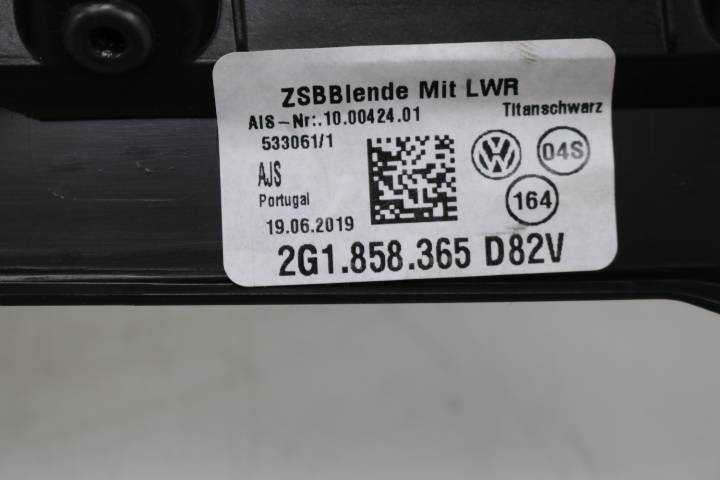 ZSBBlende Mit LWR
AIS-Nr:.10.00424.01
Titanschwarz
533061/1
AJS
Portugal
19.06.2019
VW
04S
164
2G1.858.365 D82V